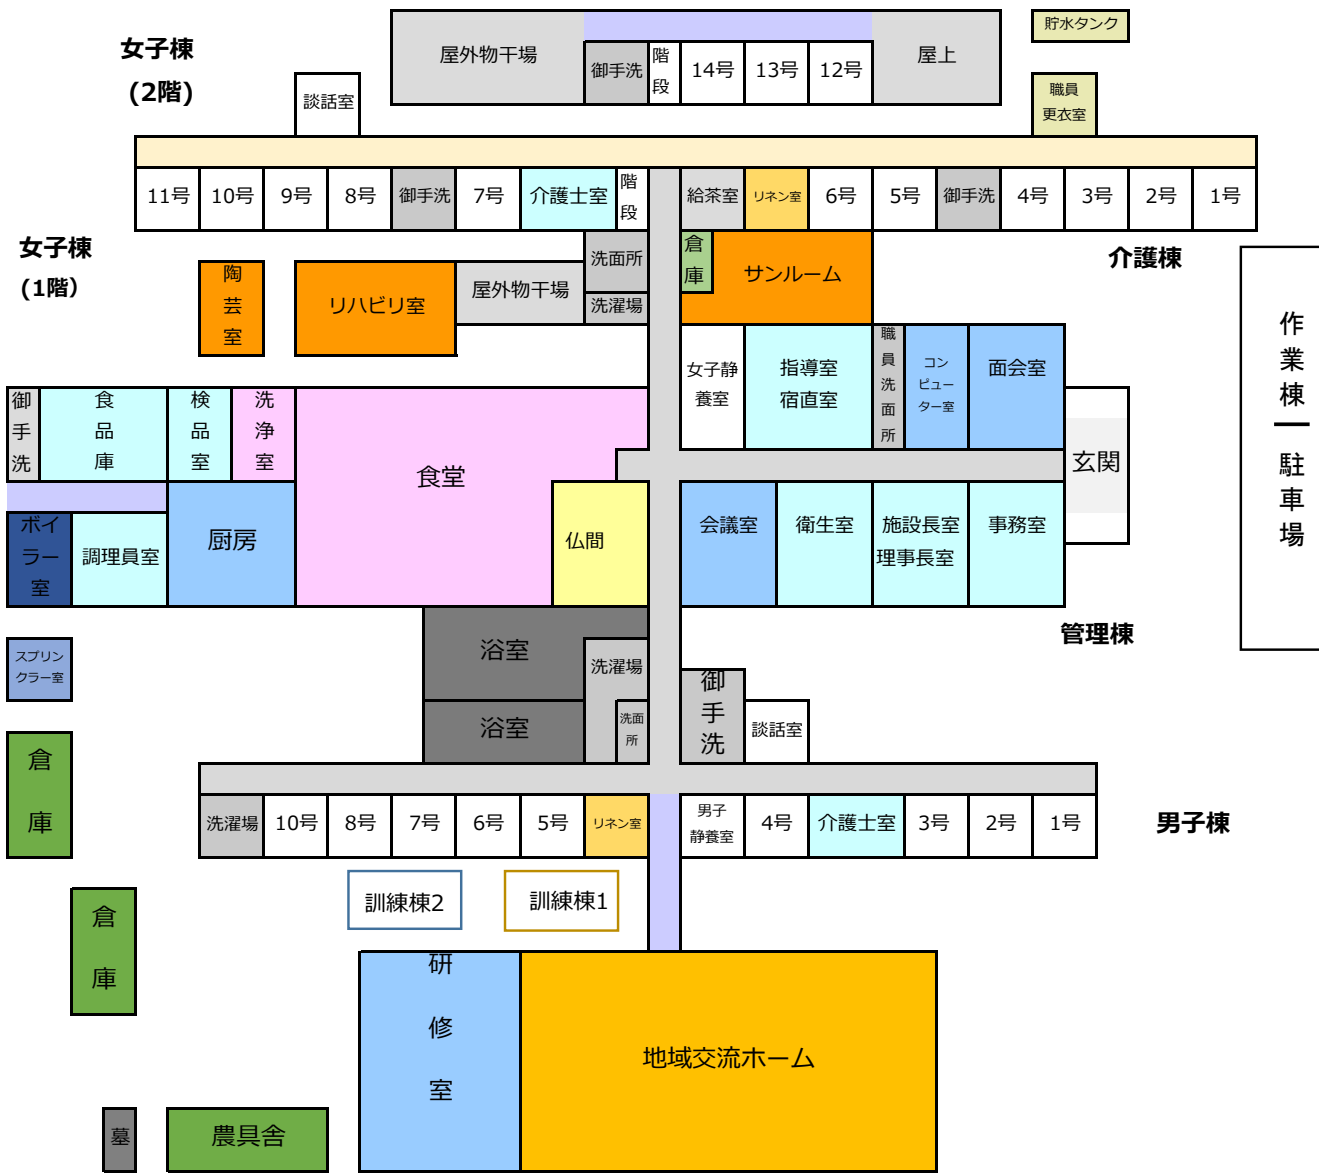 女子棟
(2階)
屋外物干場
御手洗
階
段
14号
13号
12号
屋上
貯水タンク
談話室
職員
更衣室
11号
10号
9号
8号
御手洗
7号
介護士室
階
段
給茶室
リネン室
6号
5号
御手洗
4号
3号
2号
1号
女子棟
(1階)
介護棟
洗面所
洗濯場
倉
庫
サンルーム
陶
芸
室
リハビリ室
屋外物干場
作
業
棟
ー
駐
車
場
女子静
養室
指導室
宿直室
職
員
洗
面
所
コン
ピュー
ター室
面会室
玄関
御
手
洗
食
品
庫
検
品
室
洗
浄
室
食堂
ボイ
ラー
室
調理員室
厨房
仏間
会議室
衛生室
施設長室
理事長室
事務室
管理棟
スプリン
クラー室
浴室
洗濯場
浴室
洗面
所
御
手
洗
談話室
倉
庫
洗濯場
10号
8号
7号
6号
5号
リネン室
男子
静養室
4号
介護士室
3号
2号
1号
男子棟
訓練棟2
訓練棟1
倉
庫
研
修
室
地域交流ホーム
墓
農具舎